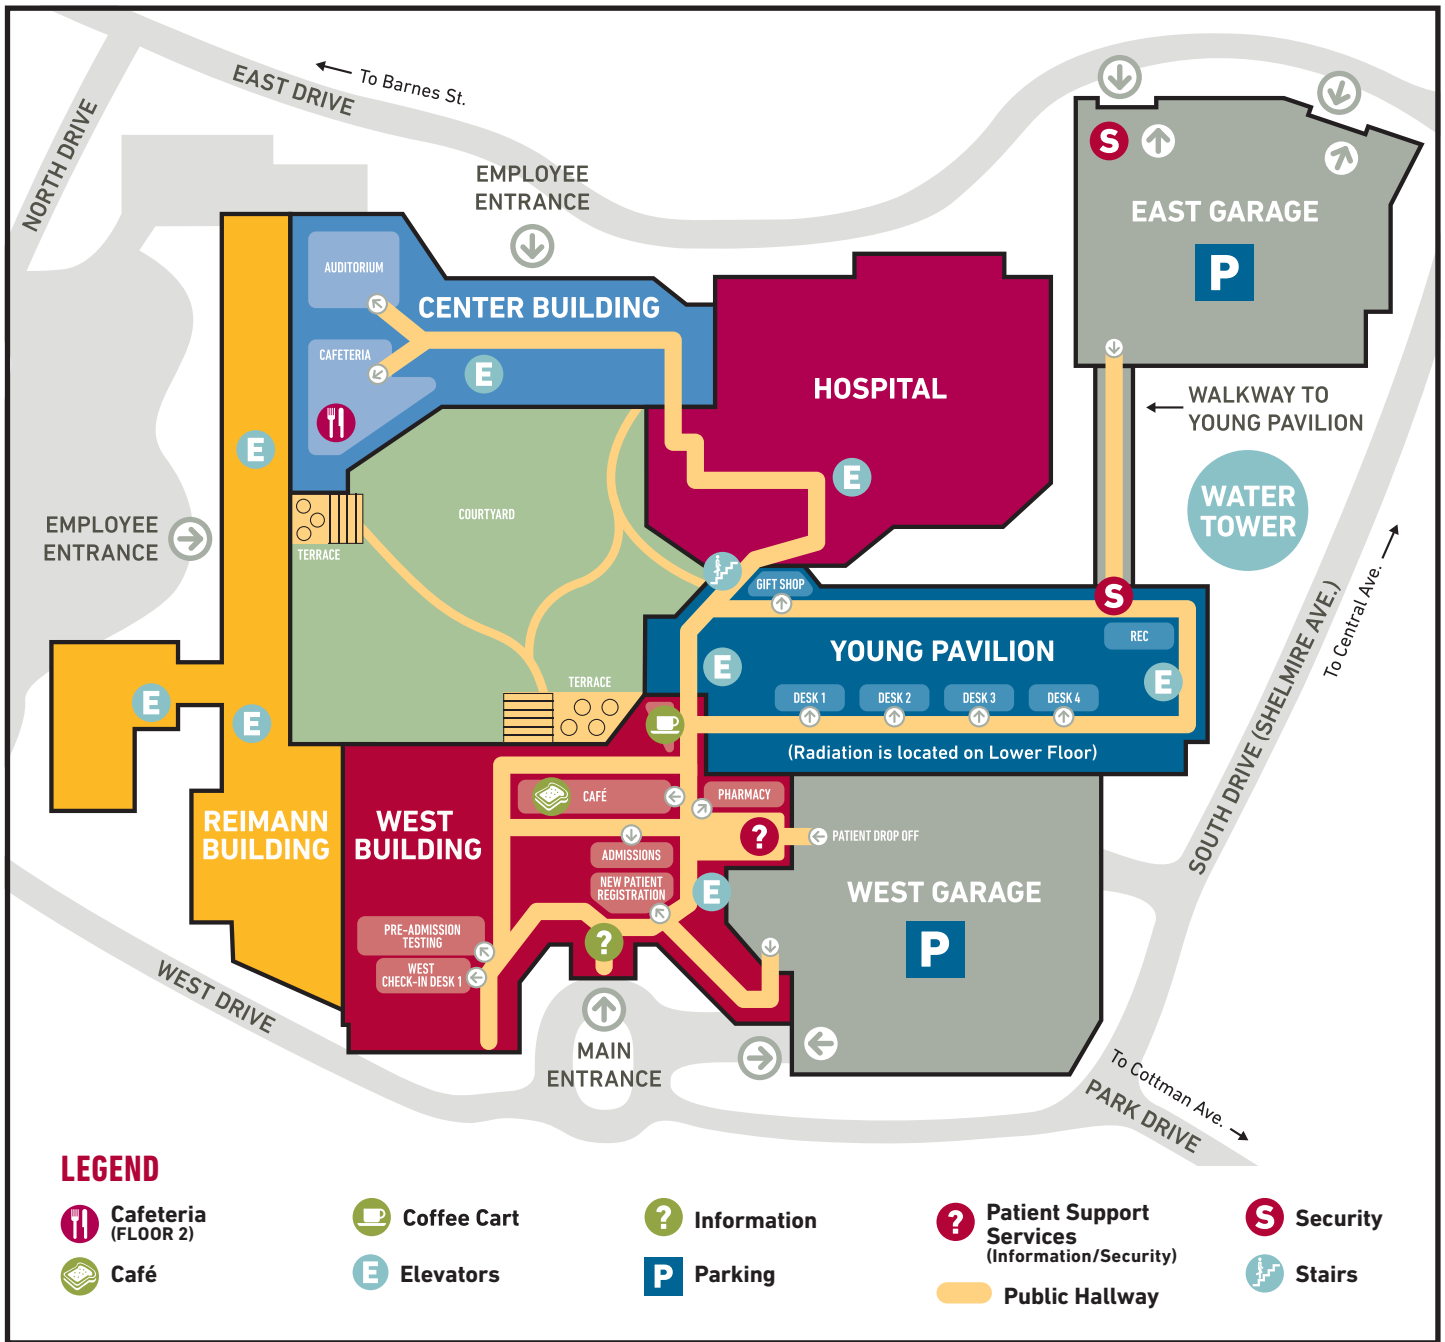 To Barnes St.
EAST DRIVE
NORTH DRIVE
EMPLOYEE
ENTRANCE
S
EAST GARAGE
P
AUDITORIUM
CENTER BUILDING
CAFETERIA
E
HOSPITAL
WALKWAY TO
YOUNG PAVILION
E
E
WATER
TOWER
COURTYARD
EMPLOYEE
ENTRANCE
TERRACE
GIFT SHOP
S
REC
YOUNG PAVILION
E
E
TERRACE
DESK 1
DESK 2
DESK 3
DESK 4
(Radiation is located on Lower Floor)
E
E
To Central Ave.
SOUTH DRIVE (SHELMIRE AVE.)
CAFÉ
PHARMACY
REIMANN
BUILDING
WEST
BUILDING
?
PATIENT DROP OFF
ADMISSIONS
NEW PATIENT
REGISTRATION
E
WEST GARAGE
P
PRE-ADMISSION
TESTING
?
WEST
CHECK-IN DESK 1
WEST DRIVE
MAIN
ENTRANCE
To Cottman Ave.
PARK DRIVE
LEGEND
Cafeteria
(FLOOR 2)
Coffee Cart
? Information
? Patient Support
Services
(Information/Security)
S Security
Café
E Elevators
P Parking
Public Hallway
Stairs